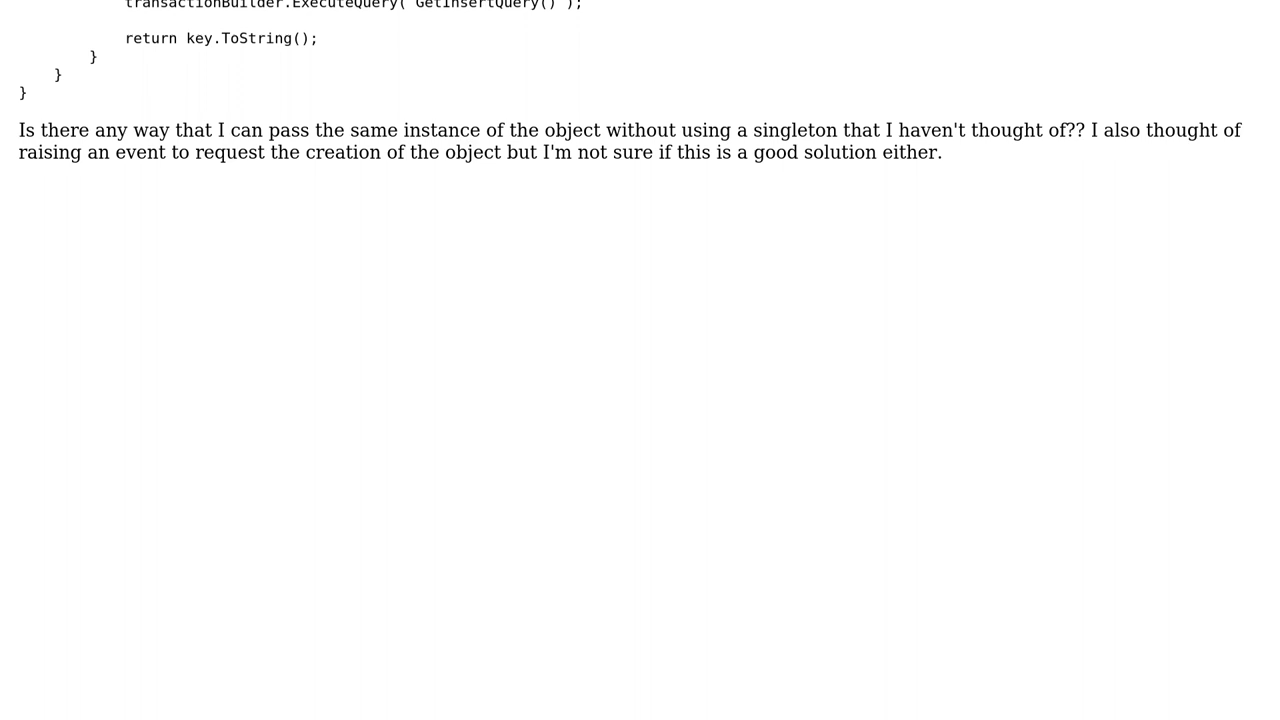 transactionBuilder.ExecuteQuery( GetInsertQuery() );
return key.ToString();
}
}
}
Is there any way that I can pass the same instance of the object without using a singleton that I haven't thought of?? I also thought of
raising an event to request the creation of the object but I'm not sure if this is a good solution either.